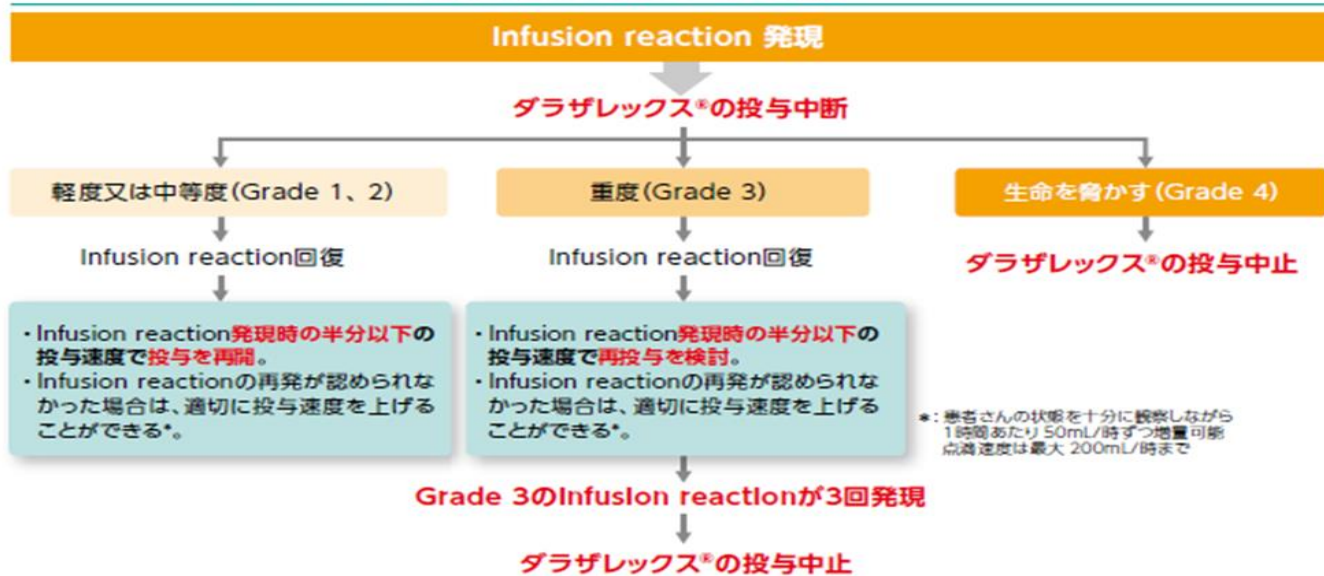 Infusion reaction 発現
ダラザレックス®の投与中断
軽度又は中等度(Grade 1、2)
重度(Grade 3)
生命を脅かす(Grade 4)
Infusion reaction回復
Infusion reaction回復
ダラザレックス®の投与中止
・Infusion reaction発現時の半分以下の
投与速度で投与を再開。
・Infusion reactionの再発が認められな
かった場合は、適切に投与速度を上げる
ことができる*。
・Infusion reaction発現時の半分以下の
投与速度で再投与を検討。
・Infusion reactionの再発が認められな
かった場合は、適切に投与速度を上げる
ことができる*。
*：患者さんの状態を十分に観察しながら
1時間あたり 50mL/時ずつ増量可能
点滴速度は最大 200mL/時まで
Grade 3のInfusion reactionが3回発現
ダラザレックス®の投与中止